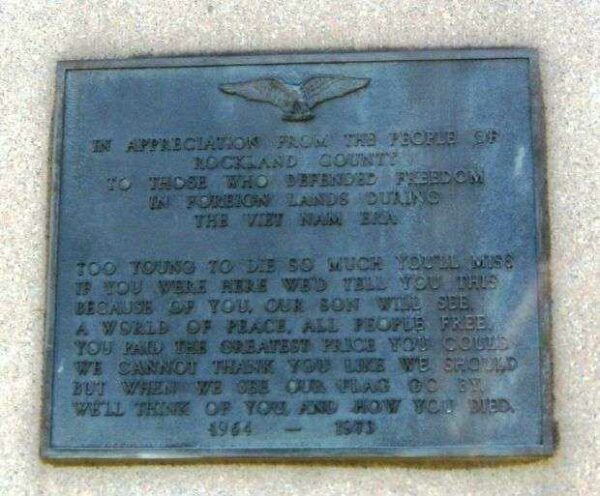 IN APPRECIATION FROM THE PEOPLE OF
ROCKLAND COUNTY
TO THOSE WHO DEFENDED FREEDOM
IN FOREIGN LANDS DURING
THE VIET NAM ERA
TOO YOUNG TO DIE SO MUCH YOU'LL MISS
IF YOU WERE HERE WE'D TELL YOU THIS
BECAUSE OF YOU, OUR SON WILL SEE,
A WORLD OF PEACE, ALL PEOPLE FREE.
YOU PAID THE GREATEST PRICE YOU COULD
WE CANNOT THANK YOU LIKE WE SHOULD
BUT WHEN WE SEE OUR FLAG GO BY,
WE'LL THINK OF YOU, AND HOW YOU DIED.
1964 — 1973